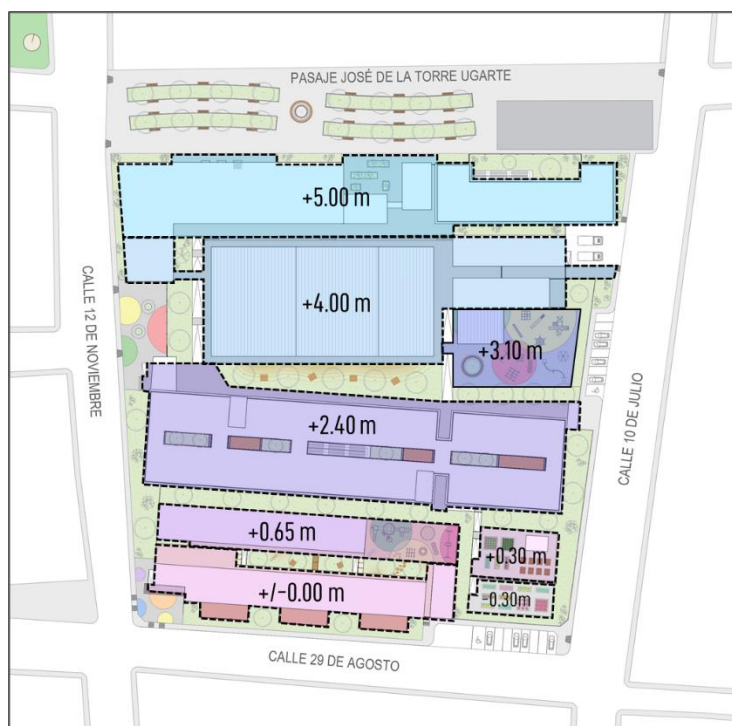 PASAJE JOSÉ DE LA TORRE UGARTE
+5.00 m
+4.00 m
CALLE 12 DE NOVIEMBRE
+3.10 m
CALLE 10 DE JULIO
+2.40 m
+0.65 m
+0.30 m
+/-0.00 m
-0.30m
CALLE 29 DE AGOSTO